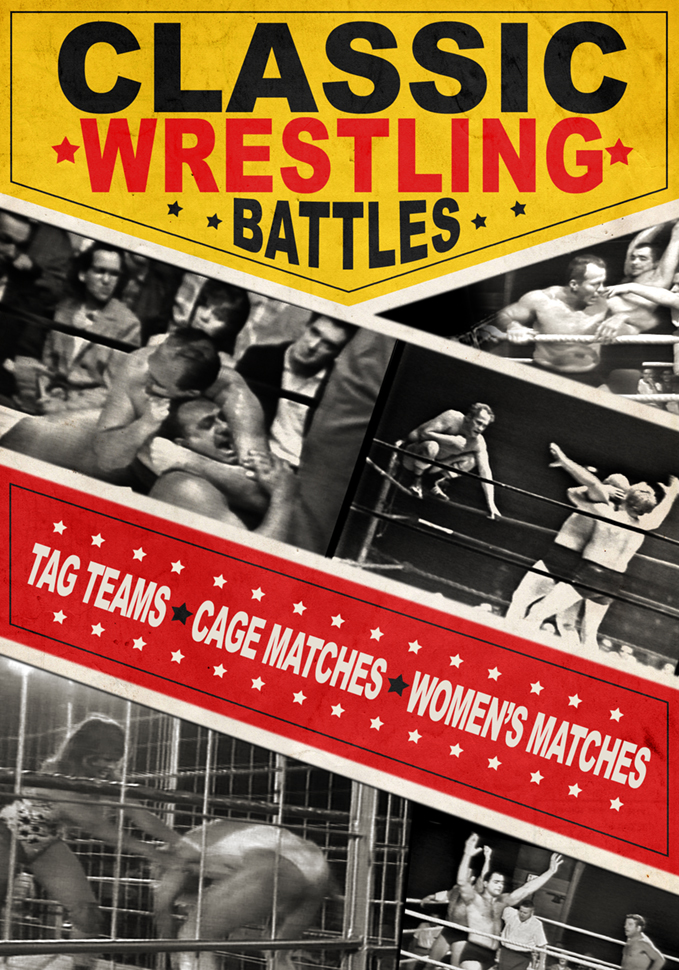 CLASSIC
WRESTLING
BATTLES
TAG TEAMS ★ CAGE MATCHES ★ WOMEN'S MATCHES